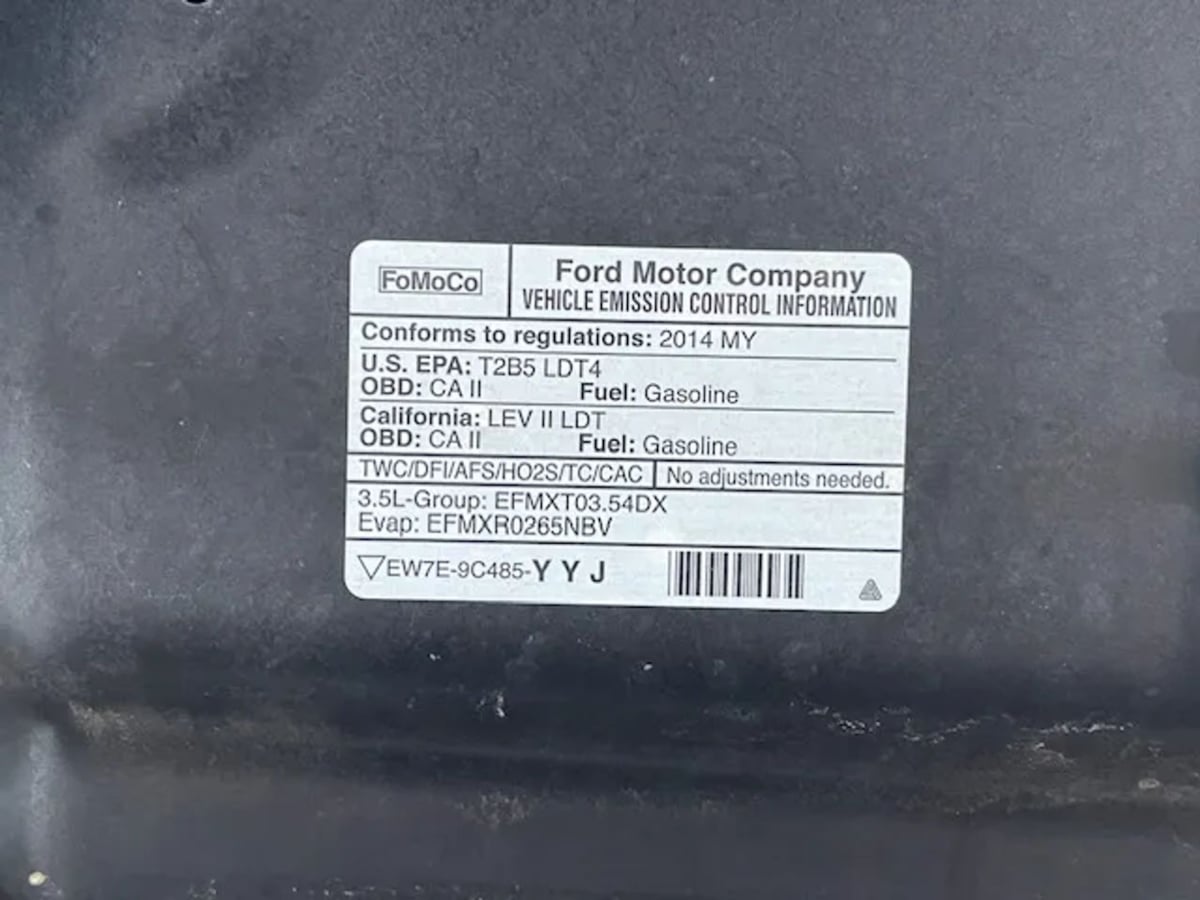 FoMoCo
Ford Motor Company
VEHICLE EMISSION CONTROL INFORMATION
Conforms to regulations: 2014 MY
U.S. EPA: T2B5 LDT4
OBD: CA II Fuel: Gasoline
California: LEV II LDT
OBD: CA II Fuel: Gasoline
TWC/DFI/AFS/HO2S/TC/CAC No adjustments needed.
3.5L-Group: EFMXT03.54DX
Evap: EFMXR0265NBV
EW7E-9C485-YYJ